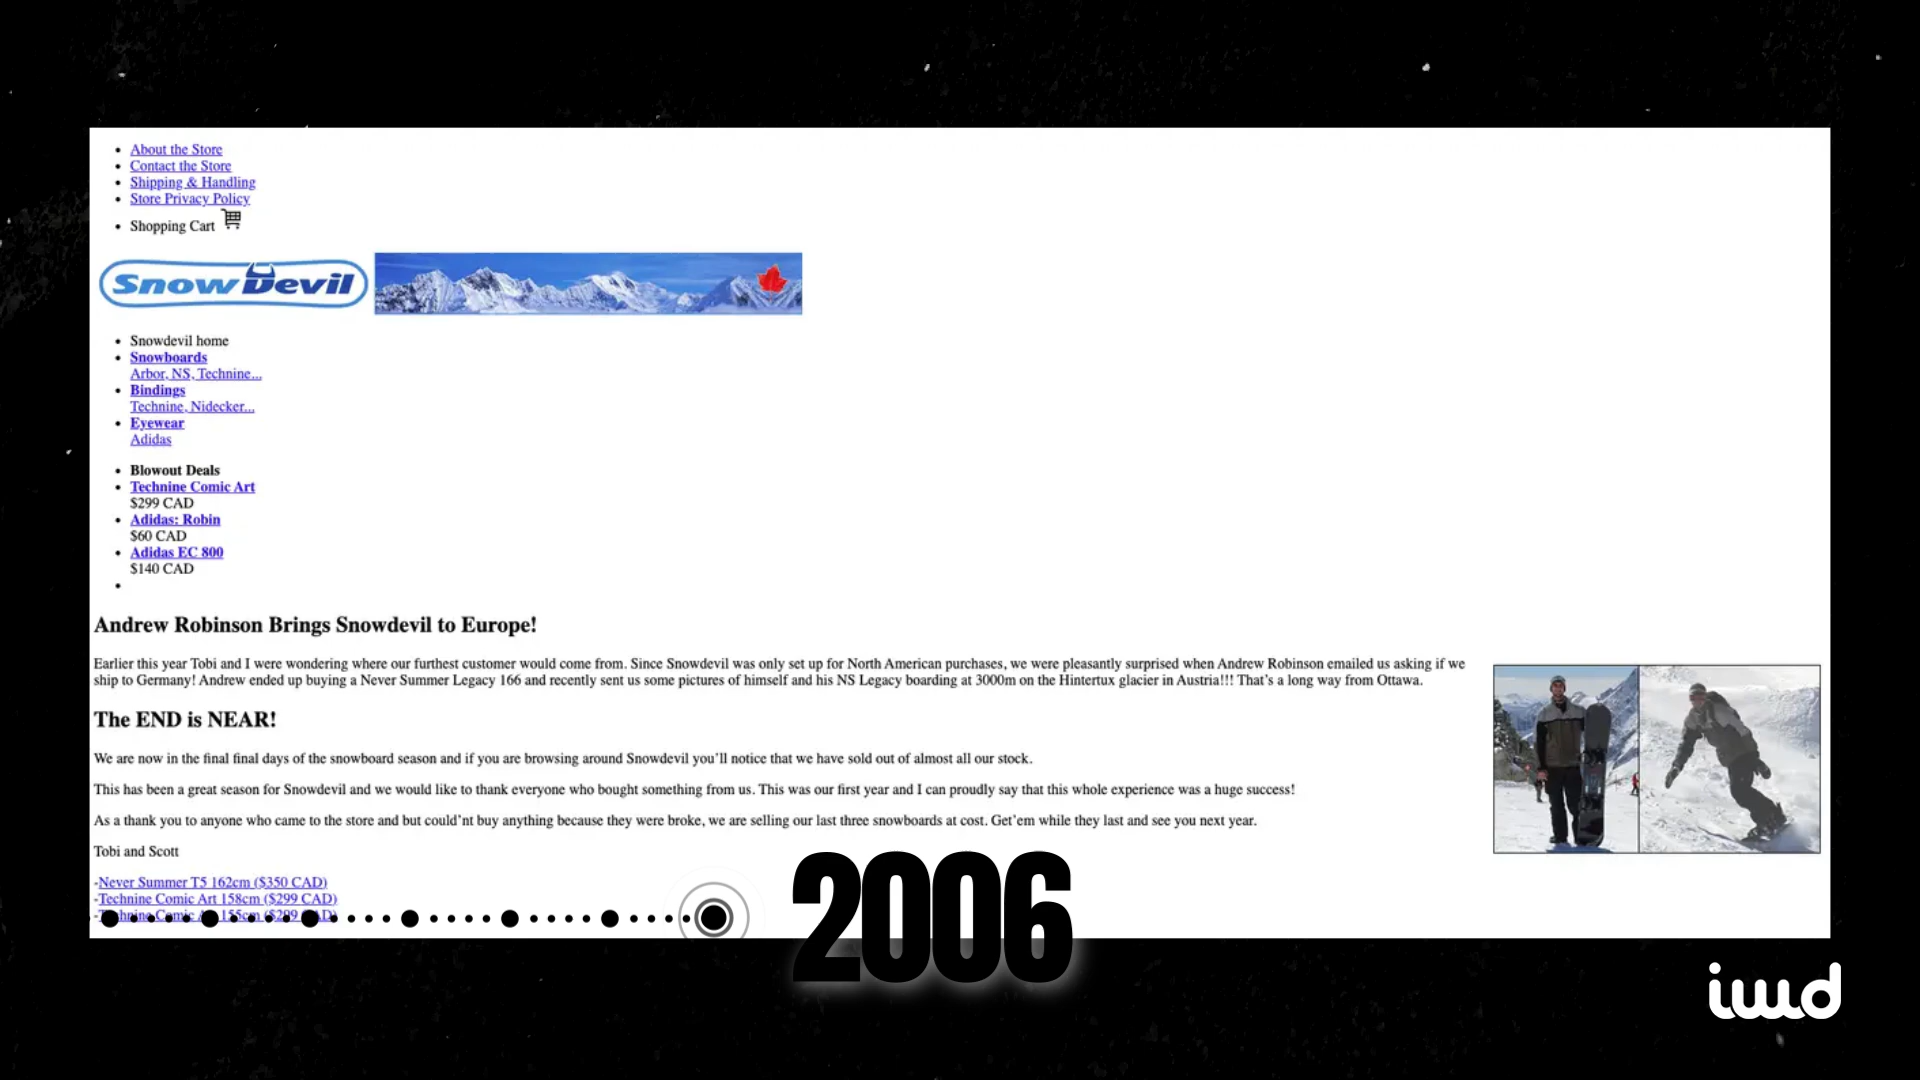 About the Store
Contact the Store
Shipping & Handling
Store Privacy Policy
Shopping Cart
SnowDevil
Snowdevil home
Snowboards
Arbor, NS, Technine...
Bindings
Technine, Nidecker...
Eyewear
Adidas
Blowout Deals
Technine Comic Art
$299 CAD
Adidas: Robin
$60 CAD
Adidas EC 800
$140 CAD
Andrew Robinson Brings Snowdevil to Europe!
Earlier this year Tobi and I were wondering where our furthest customer would come from. Since Snowdevil was only set up for North American purchases, we were pleasantly surprised when Andrew Robinson emailed us asking if we
ship to Germany! Andrew ended up buying a Never Summer Legacy 166 and recently sent us some pictures of himself and his NS Legacy boarding at 3000m on the Hintertux glacier in Austria!!! That's a long way from Ottawa.
The END is NEAR!
We are now in the final final days of the snowboard season and if you are browsing around Snowdevil you'll notice that we have sold out of almost all our stock.
This has been a great season for Snowdevil and we would like to thank everyone who bought something from us. This was our first year and I can proudly say that this whole experience was a huge success!
As a thank you to anyone who came to the store and but could'nt buy anything because they were broke, we are selling our last three snowboards at cost. Get'em while they last and see you next year.
Tobi and Scott
-Never Summer T5 162cm ($350 CAD)
-Technine Comic Art 158cm ($299 CAD)
-Technine Comic Art 155cm ($299 CAD)
2006
iwd